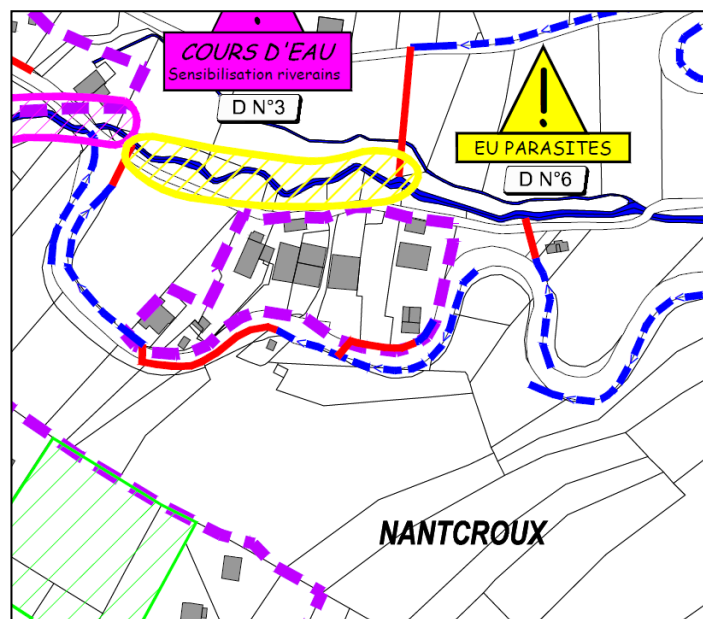 COURS D'EAU
Sensibilisation riverains
D N°3
!
EU PARASITES
D N°6
NANTCROUX